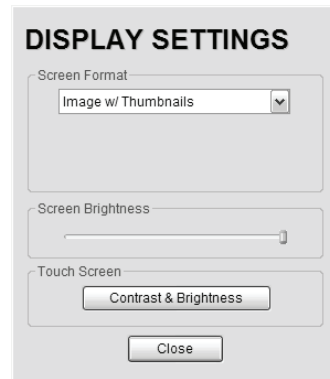 DISPLAY SETTINGS
Screen Format
Image w/ Thumbnails
Screen Brightness
Touch Screen
Contrast & Brightness
Close